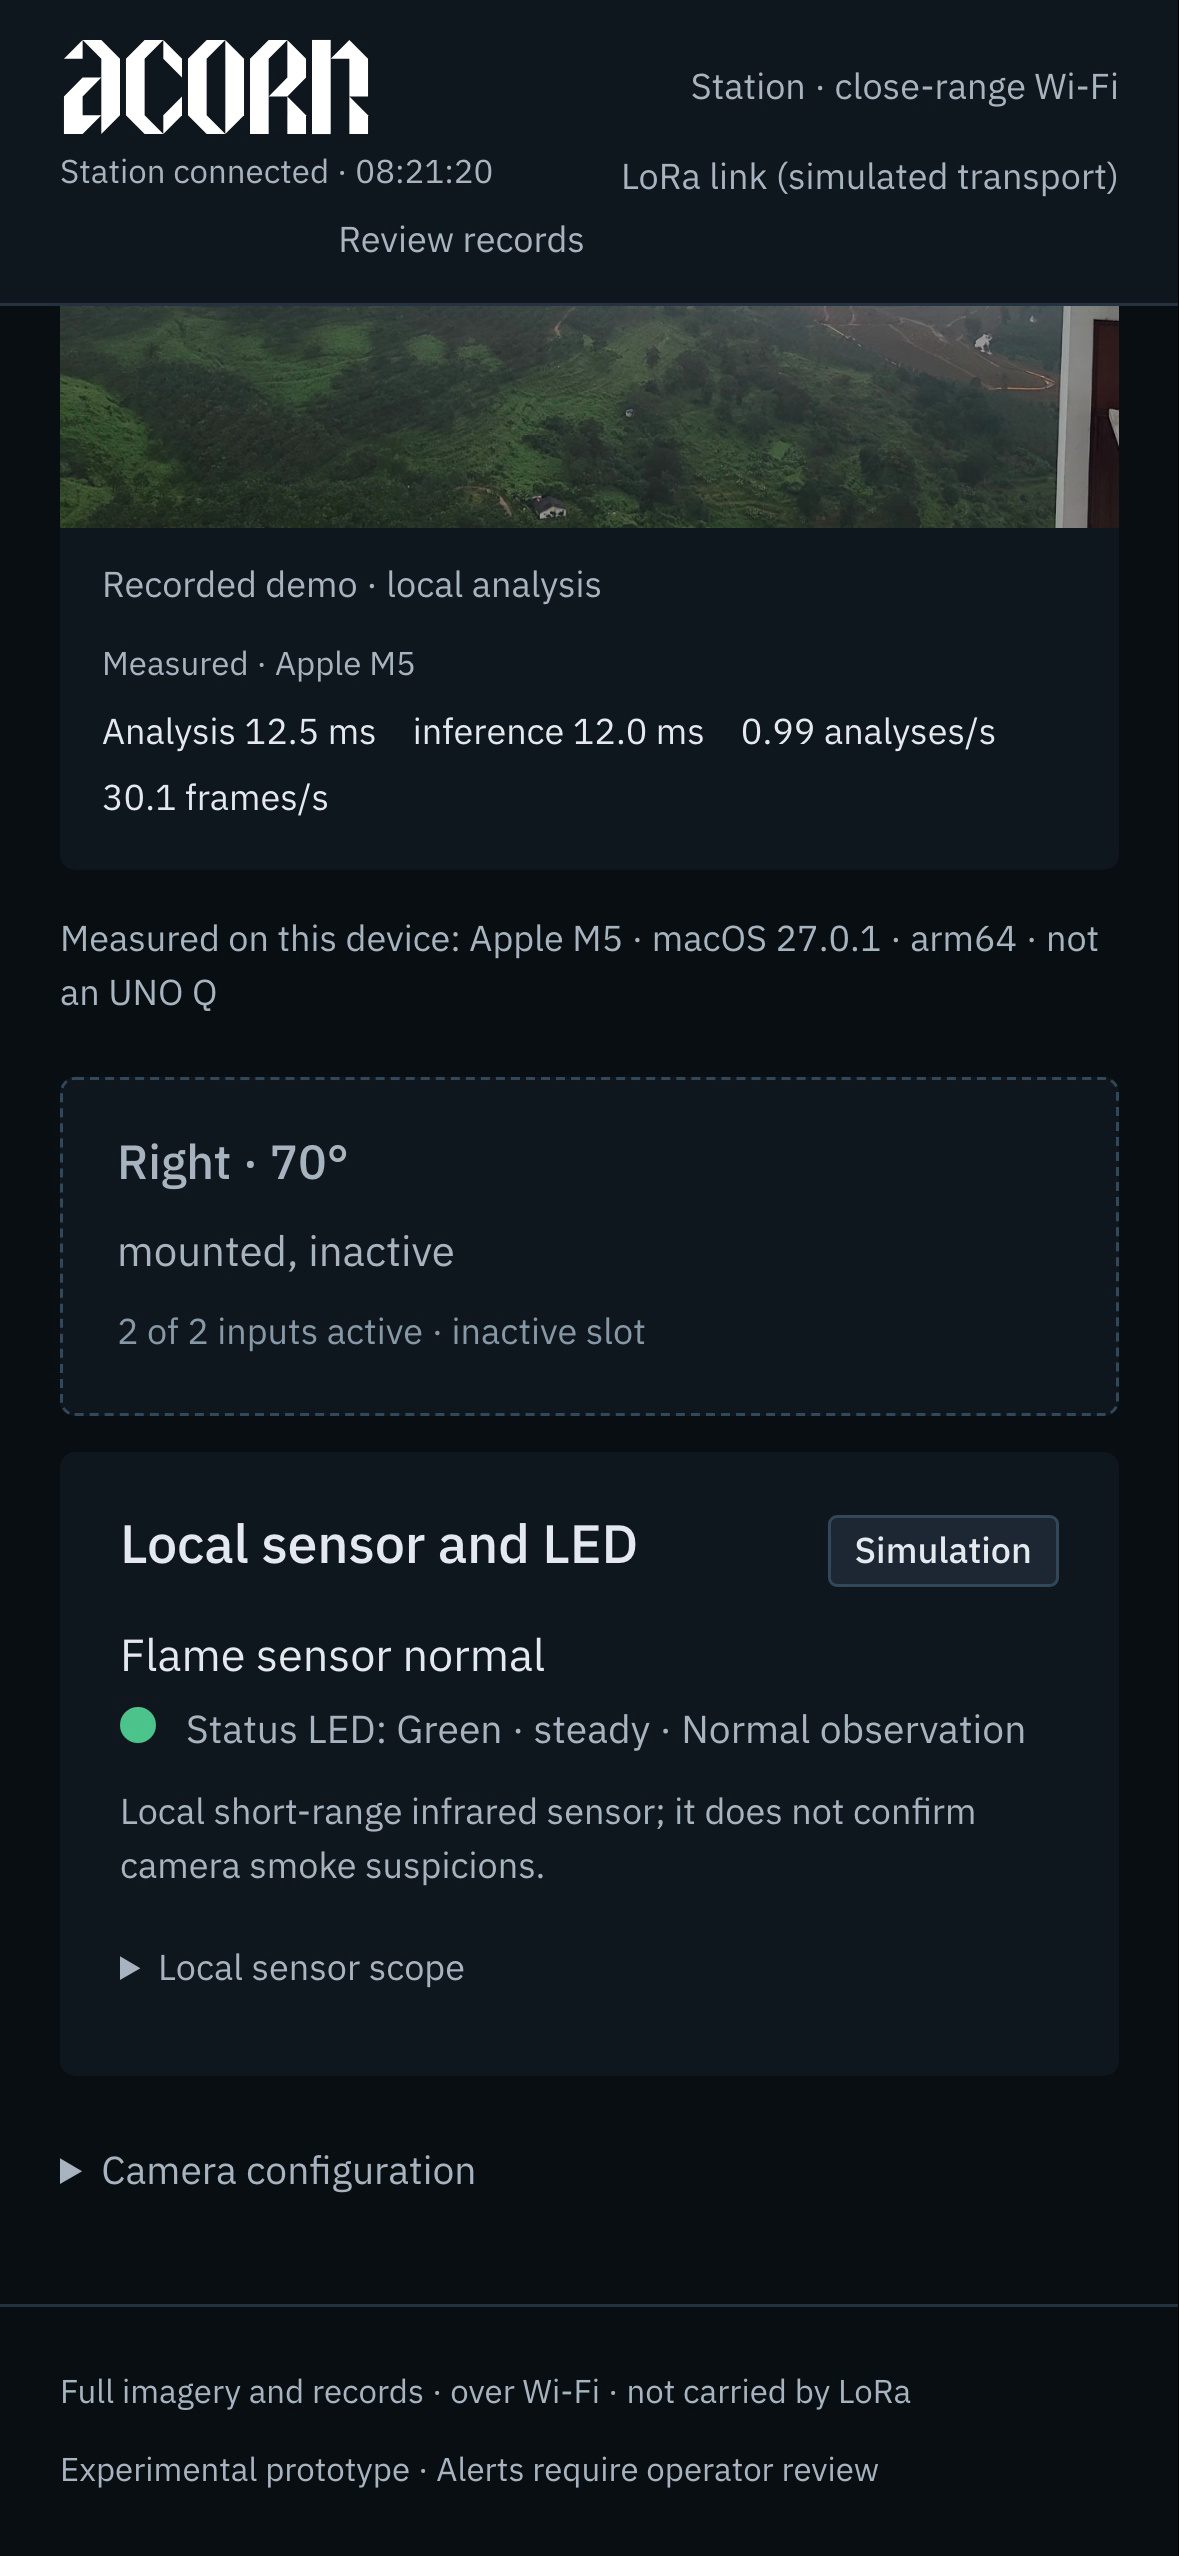 acorn
Station · close-range Wi-Fi
Station connected · 08:21:20
LoRa link (simulated transport)
Review records
Recorded demo · local analysis
Measured · Apple M5
Analysis 12.5 ms inference 12.0 ms 0.99 analyses/s
30.1 frames/s
Measured on this device: Apple M5 · macOS 27.0.1 · arm64 · not
an UNO Q
Right · 70°
mounted, inactive
2 of 2 inputs active · inactive slot
Local sensor and LED
Simulation
Flame sensor normal
Status LED: Green · steady · Normal observation
Local short-range infrared sensor; it does not confirm
camera smoke suspicions.
Local sensor scope
Camera configuration
Full imagery and records · over Wi-Fi · not carried by LoRa
Experimental prototype · Alerts require operator review